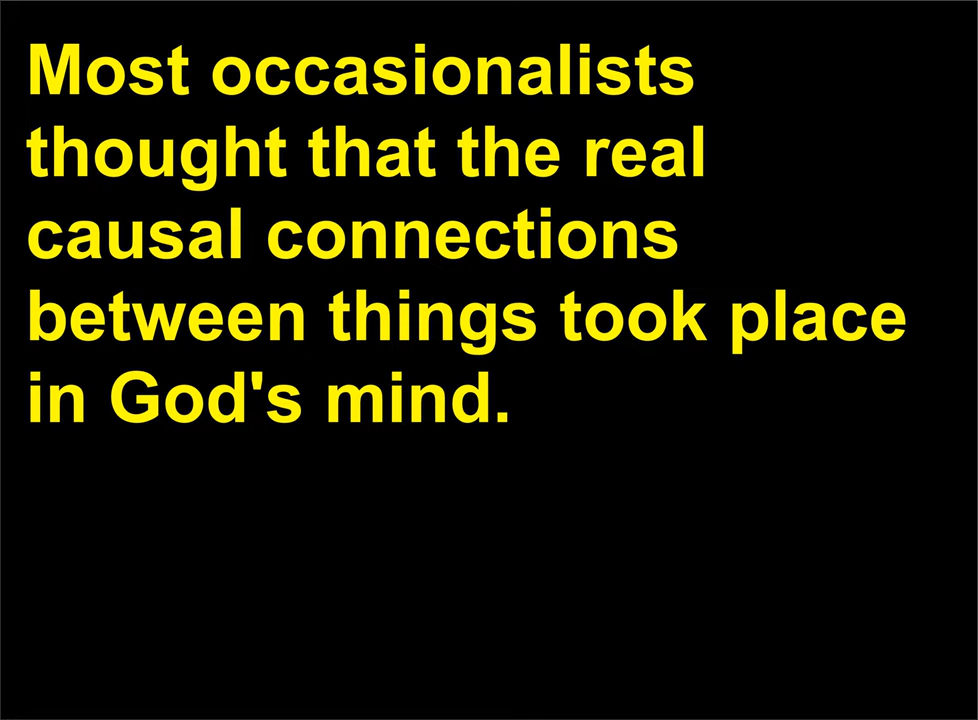 Most occasionalists
thought that the real
causal connections
between things took place
in God's mind.